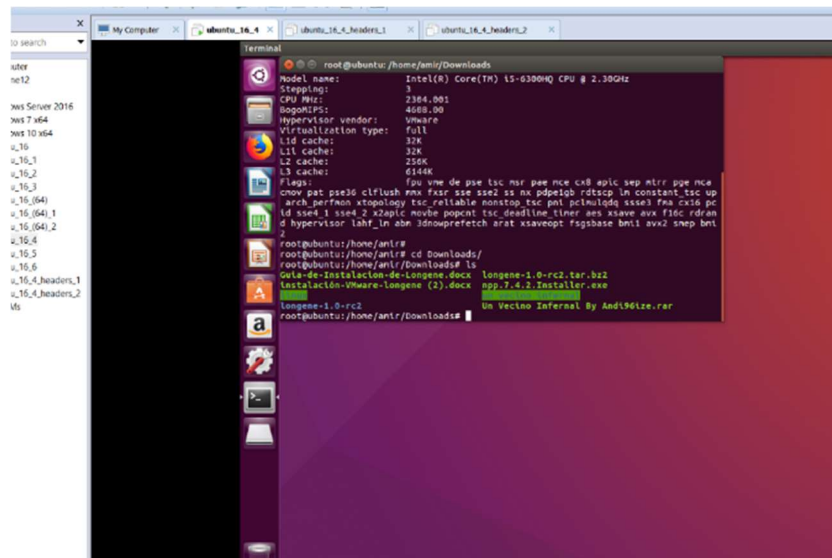 My Computer
ubuntu_16_4
ubuntu_16_4_headers_1
ubuntu_16_4_headers_2
to search
Terminal
root@ubuntu: /home/amir/Downloads
Model name: Intel(R) Core(TM) i5-6300HQ CPU @ 2.30GHz
Stepping: 3
CPU MHz: 2304.001
BogoMIPS: 4608.00
Hypervisor vendor: VMware
Virtualization type: full
L1d cache: 32K
L1i cache: 32K
L2 cache: 256K
L3 cache: 6144K
Flags: fpu vme de pse tsc msr pae mce cx8 apic sep mtrr pge mca
cmov pat pse36 clflush mmx fxsr sse sse2 ss nx pdpe1gb rdtscp lm constant_tsc up
arch_perfmon xtopology tsc_reliable nonstop_tsc pni pclmulqdq ssse3 fma cx16 pc
id sse4_1 sse4_2 x2apic movbe popcnt tsc_deadline_timer aes xsave avx f16c rdran
d hypervisor lahf_lm abm 3dnowprefetch arat xsaveopt fsgsbase bmi1 avx2 smep bmi
2
root@ubuntu:/home/amir#
root@ubuntu:/home/amir# cd Downloads/
root@ubuntu:/home/amir/Downloads# ls
Guia-de-Instalacion-de-Longene.docx longene-1.0-rc2.tar.bz2
instalación-VMware-longene (2).docx npp.7.4.2.Installer.exe
longene-1.0-rc2 Un Vecino Infernal By Andi96ize.rar
root@ubuntu:/home/amir/Downloads#
uter
ne12
ows Server 2016
ows 7 x64
ows 10 x64
u_16
u_16_1
u_16_2
u_16_3
u_16_(64)
u_16_(64)_1
u_16_(64)_2
u_16_4
u_16_5
u_16_6
u_16_4_headers_1
u_16_4_headers_2
Ms